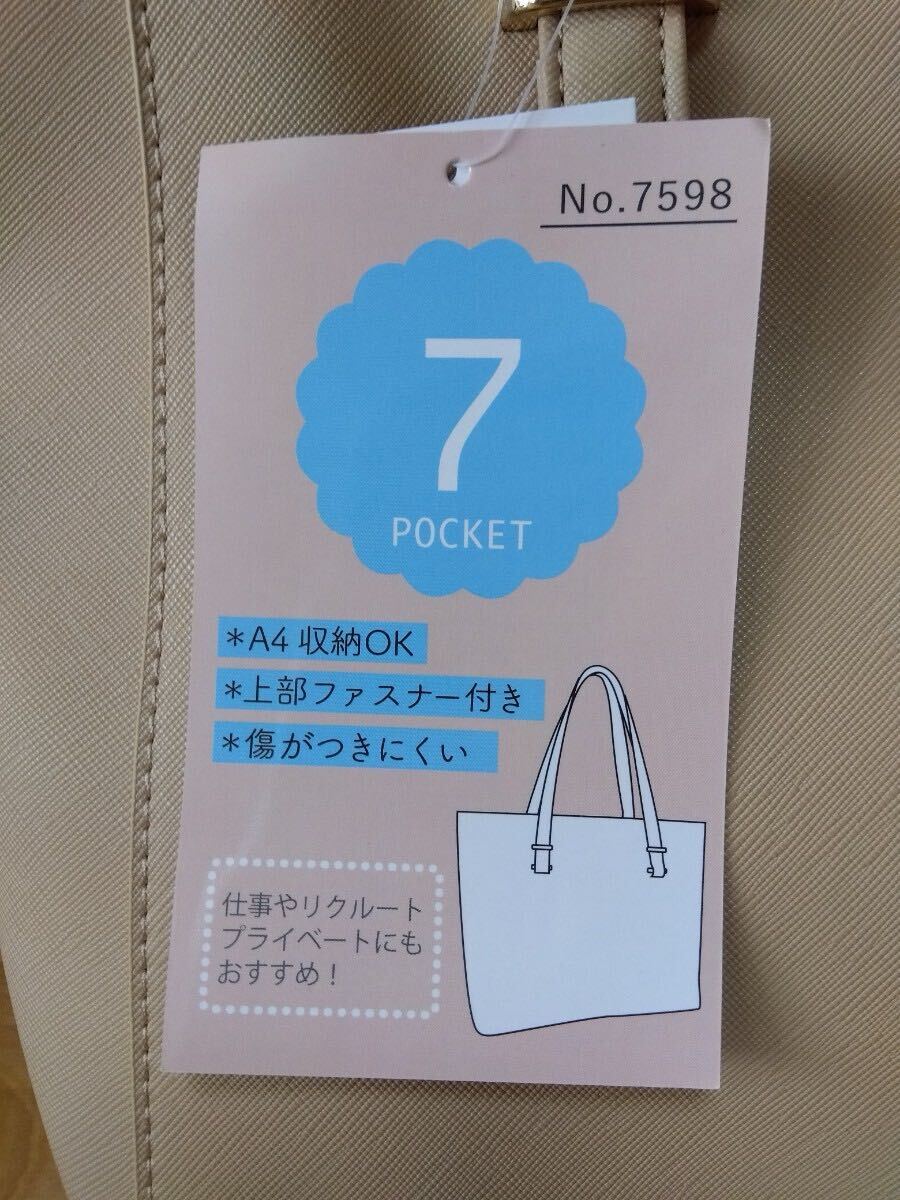 No.7598
7
POCKET
*A4収納OK
*上部ファスナー付き
*傷がつきにくい
仕事やリクルート
プライベートにも
おすすめ!